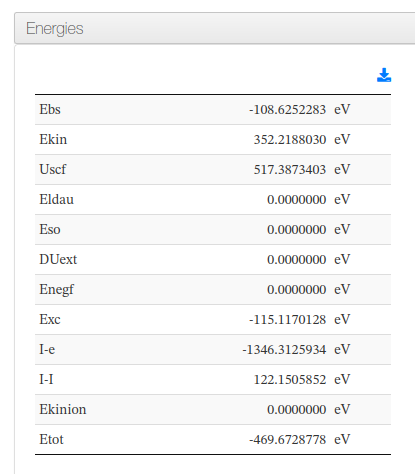 Energies
Ebs -108.6252283 eV
Ekin 352.2188030 eV
Uscf 517.3873403 eV
Eldau 0.0000000 eV
Eso 0.0000000 eV
DUext 0.0000000 eV
Enegf 0.0000000 eV
Exc -115.1170128 eV
I-e -1346.3125934 eV
I-I 122.1505852 eV
Ekinion 0.0000000 eV
Etot -469.6728778 eV